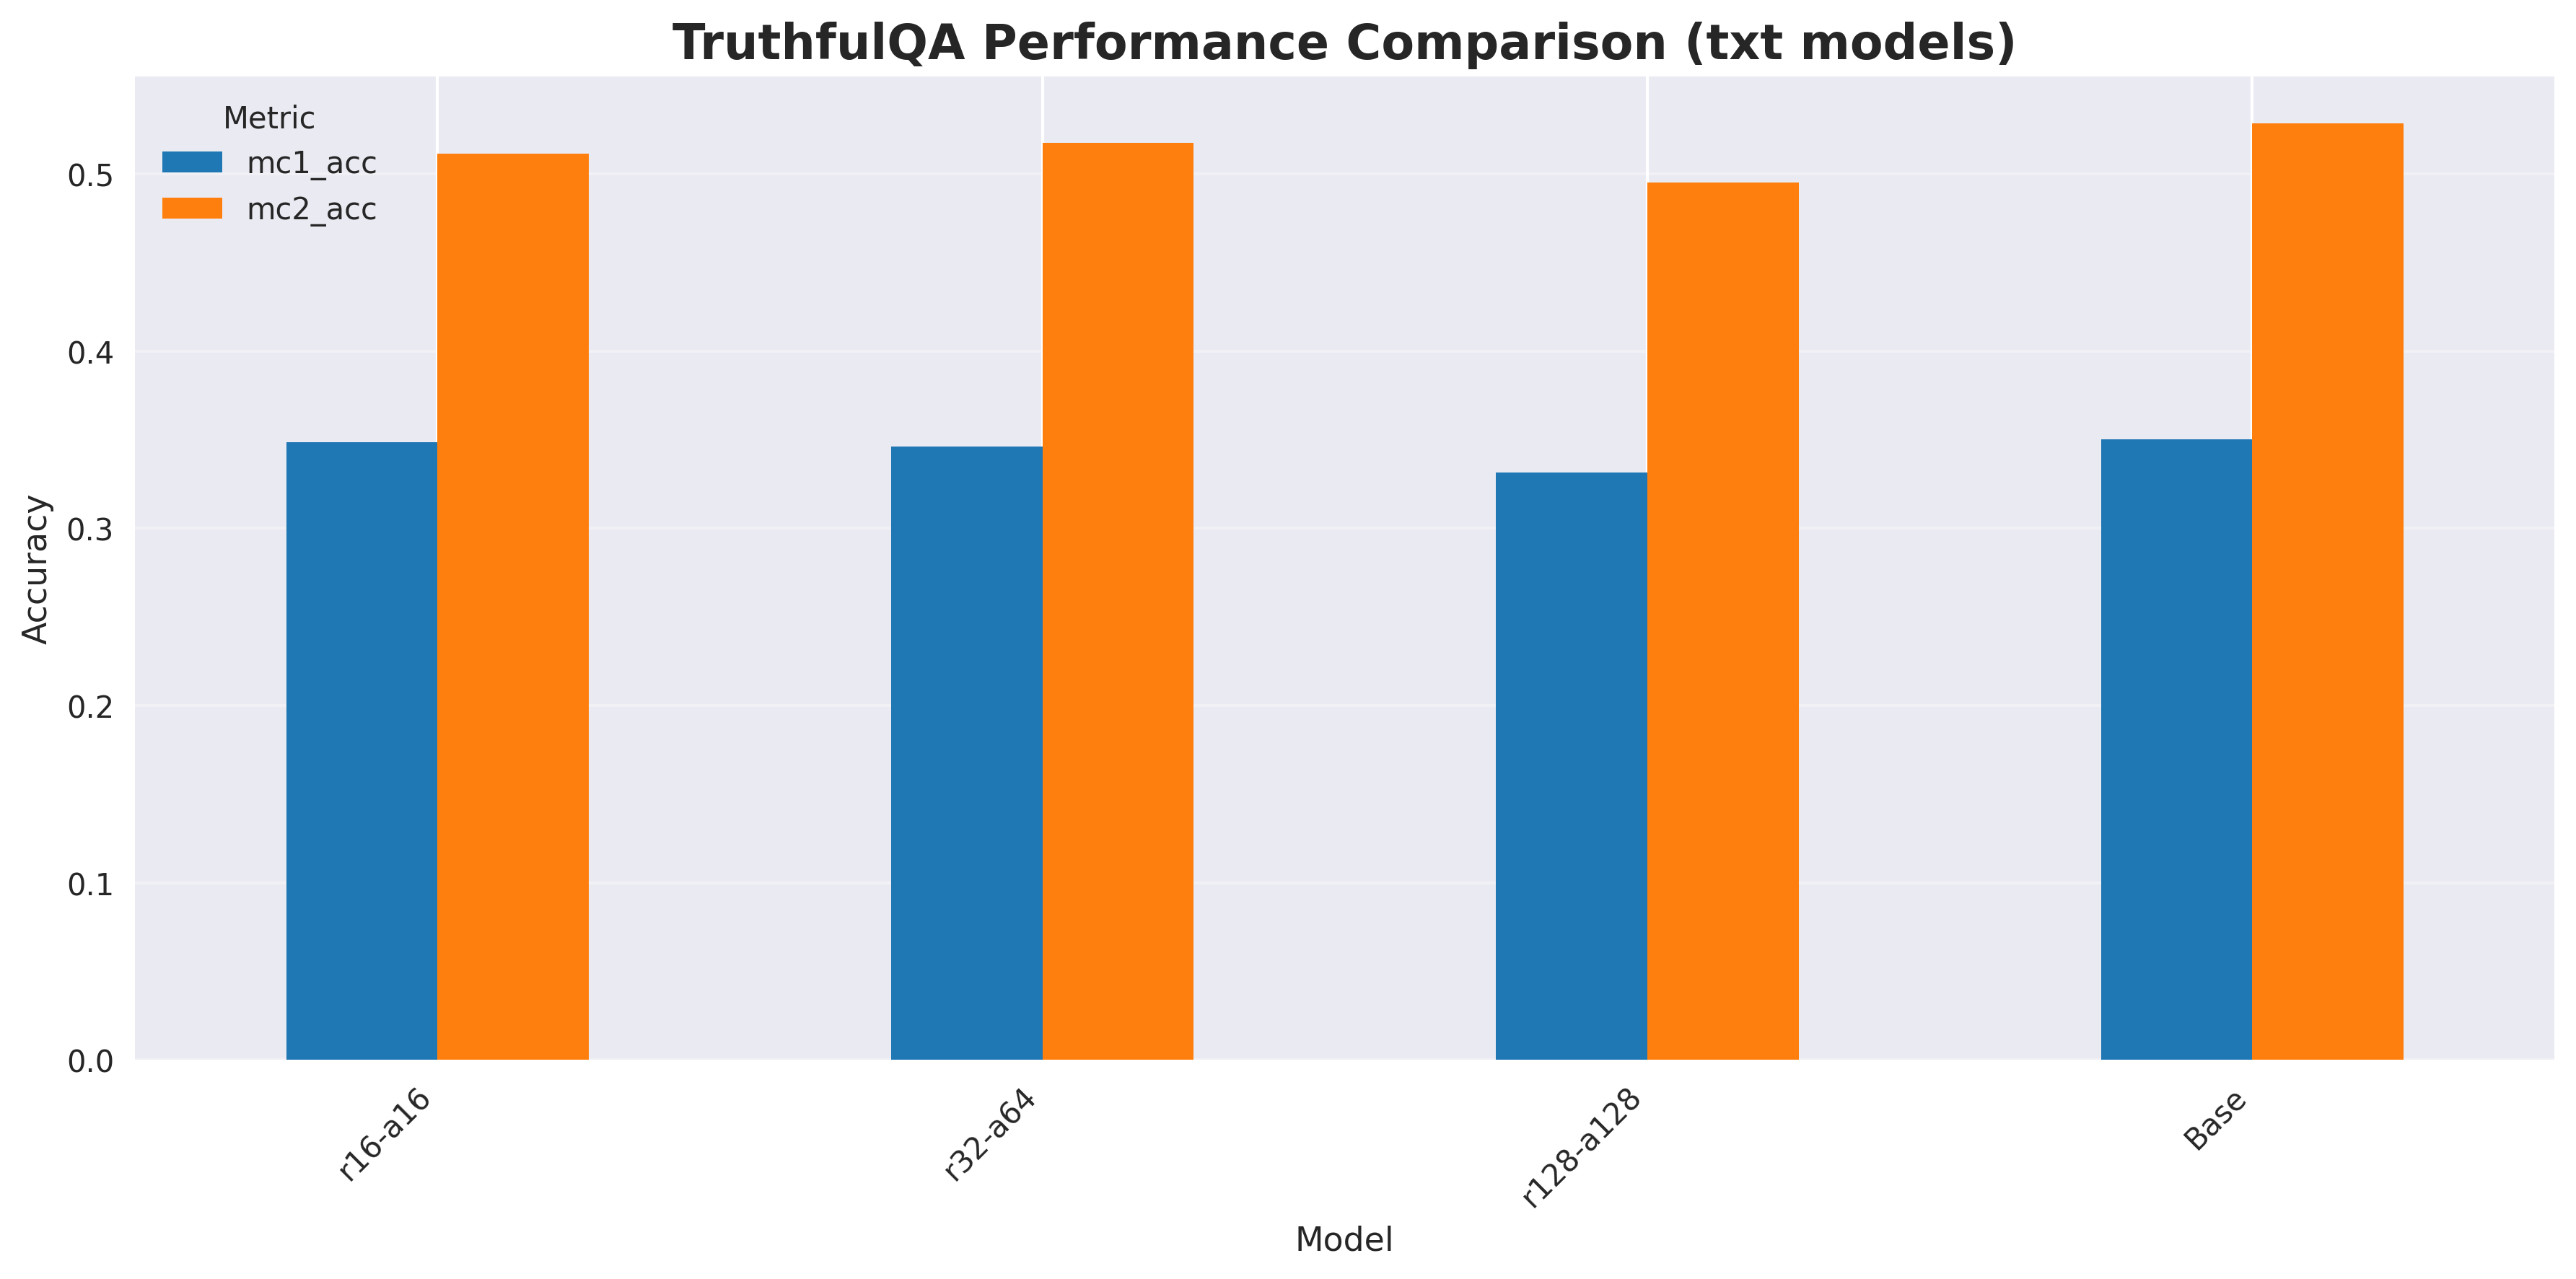 TruthfulQA Performance Comparison (txt models)
Metric
mc1_acc
mc2_acc
Accuracy
0.5
0.4
0.3
0.2
0.1
0.0
r16-a16
r32-a64
r128-a128
Base
Model